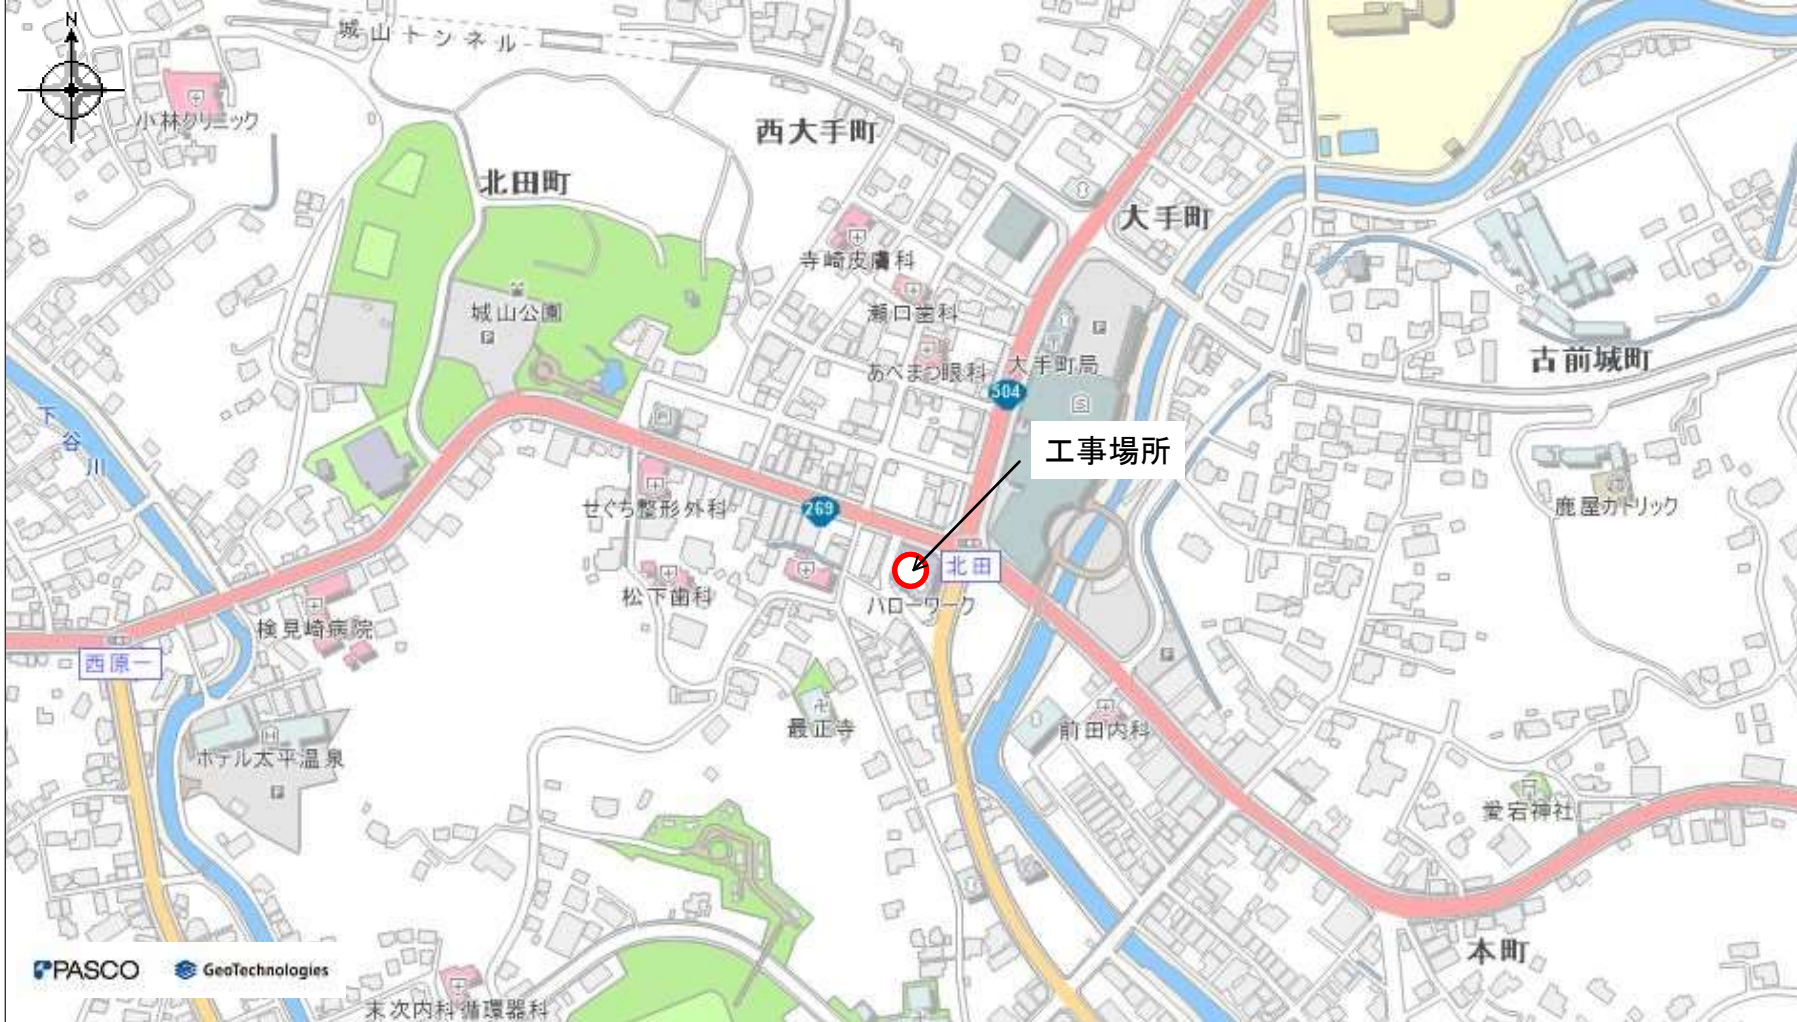 N
城山トンネル
小林クリニック
西大手町
北田町
大手町
寺崎皮膚科
城山公園
P
瀬口歯科
P
大手町局
あべまつ眼科
古前城町
504
S
下谷川
工事場所
せぐち整形外科
269
鹿屋カトリック
北田
松下歯科
ハローワーク
検見崎病院
西原一
P
最正寺
前田内科
H
ホテル太平温泉
P
愛宕神社
本町
PASCO
GeoTechnologies
末次内科循環器科